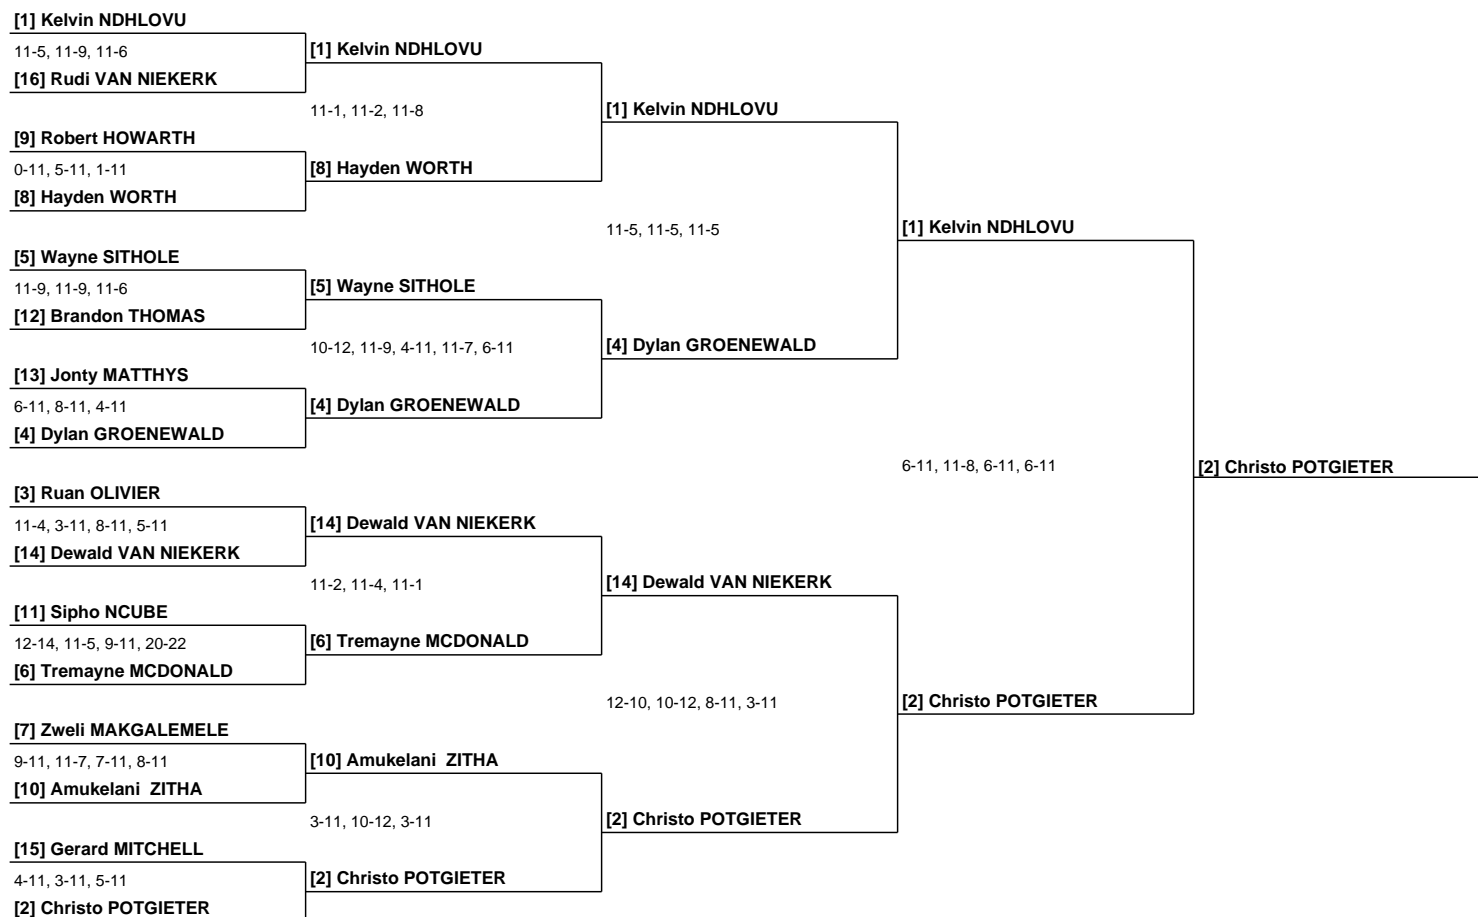 [1] Kelvin NDHLOVU
11-5, 11-9, 11-6
[16] Rudi VAN NIEKERK
[9] Robert HOWARTH
0-11, 5-11, 1-11
[8] Hayden WORTH
[5] Wayne SITHOLE
11-9, 11-9, 11-6
[12] Brandon THOMAS
[13] Jonty MATTHYS
6-11, 8-11, 4-11
[4] Dylan GROENEWALD
[3] Ruan OLIVIER
11-4, 3-11, 8-11, 5-11
[14] Dewald VAN NIEKERK
[11] Sipho NCUBE
12-14, 11-5, 9-11, 20-22
[6] Tremayne MCDONALD
[7] Zweli MAKGALEMELE
9-11, 11-7, 7-11, 8-11
[10] Amukelani  ZITHA
[15] Gerard MITCHELL
4-11, 3-11, 5-11
[2] Christo POTGIETER
[1] Kelvin NDHLOVU
11-1, 11-2, 11-8
[8] Hayden WORTH
[5] Wayne SITHOLE
10-12, 11-9, 4-11, 11-7, 6-11
[4] Dylan GROENEWALD
[14] Dewald VAN NIEKERK
11-2, 11-4, 11-1
[6] Tremayne MCDONALD
[10] Amukelani  ZITHA
3-11, 10-12, 3-11
[2] Christo POTGIETER
[1] Kelvin NDHLOVU
11-5, 11-5, 11-5
[4] Dylan GROENEWALD
[14] Dewald VAN NIEKERK
12-10, 10-12, 8-11, 3-11
[2] Christo POTGIETER
[1] Kelvin NDHLOVU
6-11, 11-8, 6-11, 6-11
[2] Christo POTGIETER
[2] Christo POTGIETER